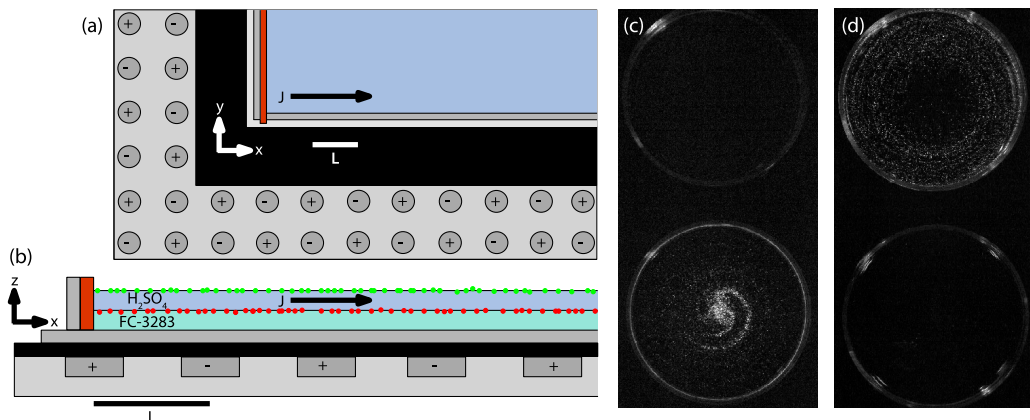 (a)
+ -
- +
+ -
J
y
- +
x
L
+ - + - + - + - + - +
- + - + - + - + - + -
(b)
z
x
H₂SO₄
J
FC-3283
+ - + - +
L
(c)
(d)